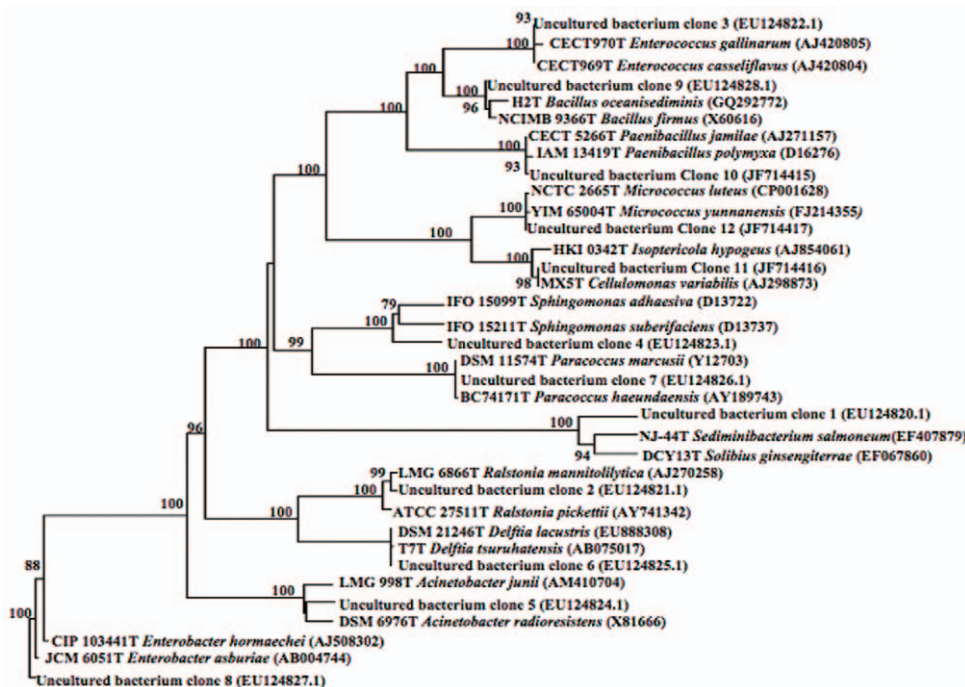 93 Uncultured bacterium clone 3 (EU124822.1)
100 CECT970T Enterococcus gallinarum (AJ420805)
CECT969T Enterococcus casseliflavus (AJ420804)
100
Uncultured bacterium clone 9 (EU124828.1)
100 H2T Bacillus oceanisediminis (GQ292772)
96 NCIMB 9366T Bacillus firmus (X60616)
100
CECT 5266T Paenibacillus jamilae (AJ271157)
100 IAM 13419T Paenibacillus polymyxa (D16276)
93 Uncultured bacterium Clone 10 (JF714415)
100
NCTC 2665T Micrococcus luteus (CP001628)
100 YIM 65004T Micrococcus yunnanensis (FJ214355)
Uncultured bacterium Clone 12 (JF714417)
100
HKI 0342T Isoptericola hypogeus (AJ854061)
100 Uncultured bacterium Clone 11 (JF714416)
98 MX5T Cellulomonas variabilis (AJ298873)
100
79 IFO 15099T Sphingomonas adhaesiva (D13722)
100 IFO 15211T Sphingomonas suberifaciens (D13737)
Uncultured bacterium clone 4 (EU124823.1)
99
DSM 11574T Paracoccus marcusii (Y12703)
100 Uncultured bacterium clone 7 (EU124826.1)
BC74171T Paracoccus haeundaensis (AY189743)
100
Uncultured bacterium clone 1 (EU124820.1)
100 NJ-44T Sediminibacterium salmoneum(EF407879)
94 DCY13T Solibius ginsengiterrae (EF067860)
96
99 LMG 6866T Ralstonia mannitolilytica (AJ270258)
Uncultured bacterium clone 2 (EU124821.1)
100 ATCC 27511T Ralstonia pickettii (AY741342)
100
DSM 21246T Delftia lacustris (EU888308)
100 T7T Delftia tsuruhatensis (AB075017)
Uncultured bacterium clone 6 (EU124825.1)
100
LMG 998T Acinetobacter junii (AM410704)
100 Uncultured bacterium clone 5 (EU124824.1)
DSM 6976T Acinetobacter radioresistens (X81666)
88
100 CIP 103441T Enterobacter hormaechei (AJ508302)
JCM 6051T Enterobacter asburiae (AB004744)
Uncultured bacterium clone 8 (EU124827.1)